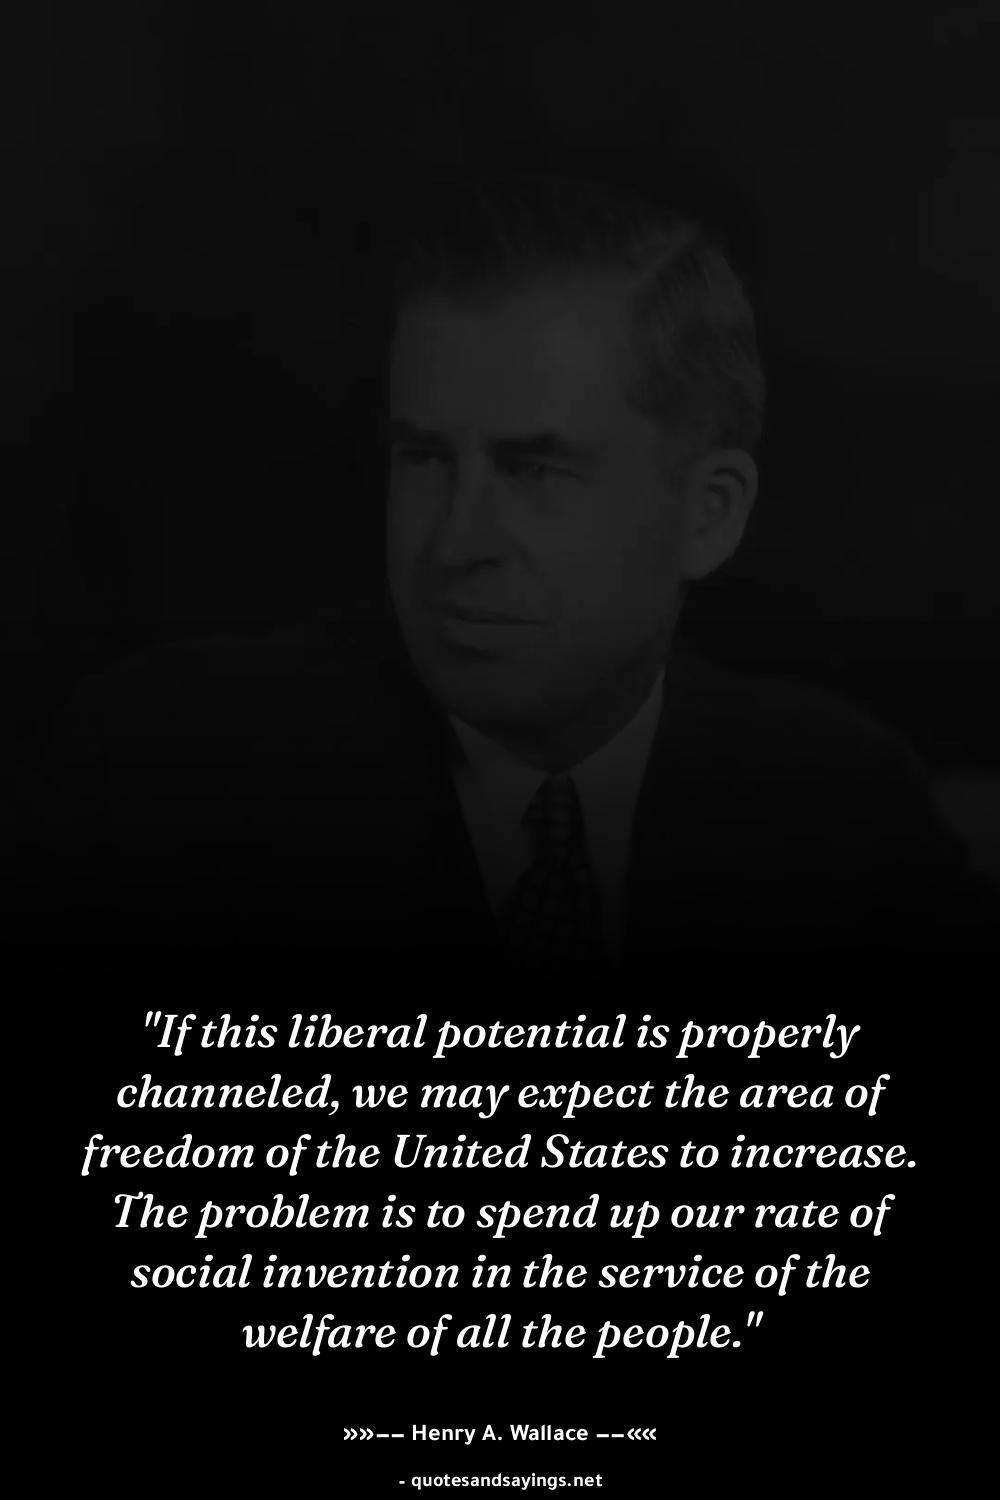 "If this liberal potential is properly
channeled, we may expect the area of
freedom of the United States to increase.
The problem is to spend up our rate of
social invention in the service of the
welfare of all the people."
»»−− Henry A. Wallace −−««
- quotesandsayings.net